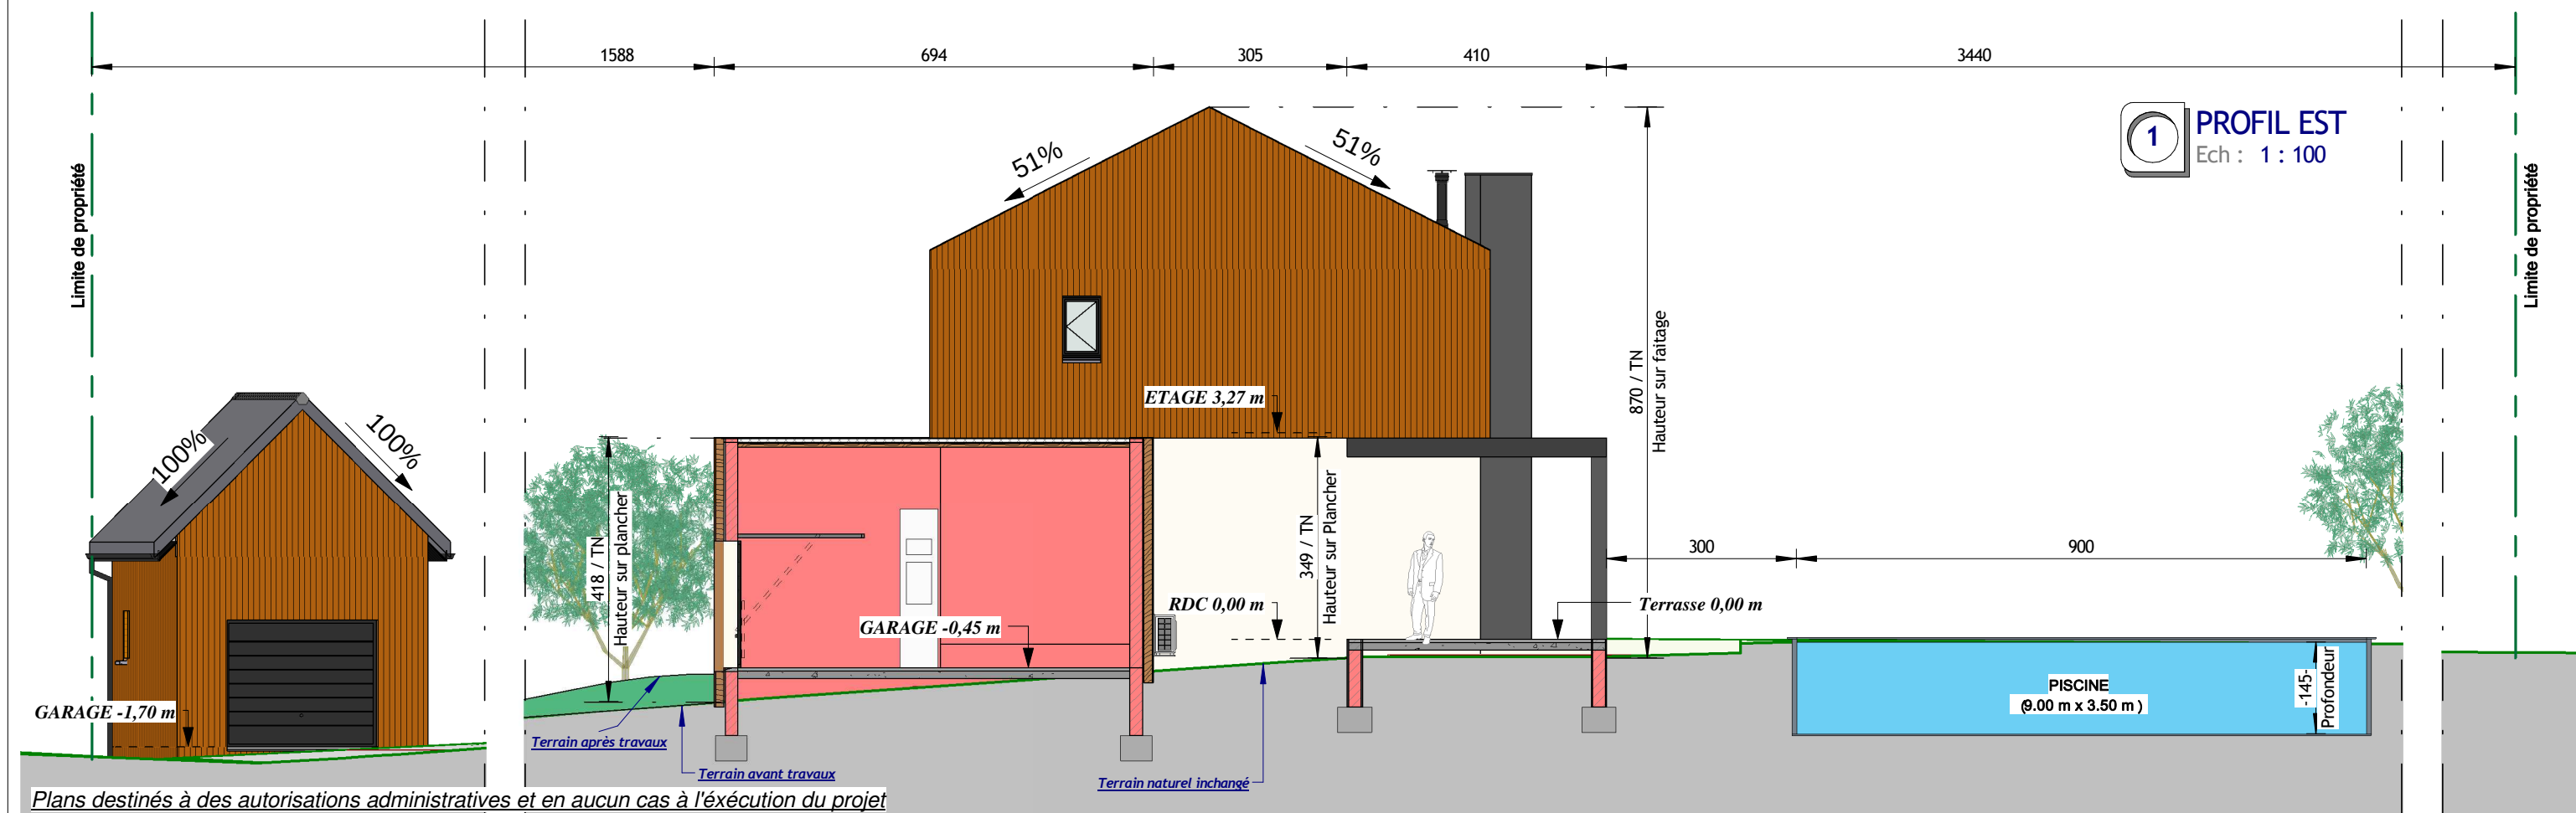 1588
694
305
410
3440
1
PROFIL EST
Ech : 1 : 100
Limite de propriété
Limite de propriété
51%
51%
870 / TN
Hauteur sur faitage
ETAGE 3,27 m
100%
100%
418 / TN
Hauteur sur plancher
349 / TN
Hauteur sur Plancher
300
900
RDC 0,00 m
Terrasse 0,00 m
GARAGE -0,45 m
PISCINE
(9.00 m x 3.50 m )
-145-
Profondeur
GARAGE -1,70 m
Terrain après travaux
Terrain avant travaux
Terrain naturel inchangé
Plans destinés à des autorisations administratives et en aucun cas à l'éxécution du projet